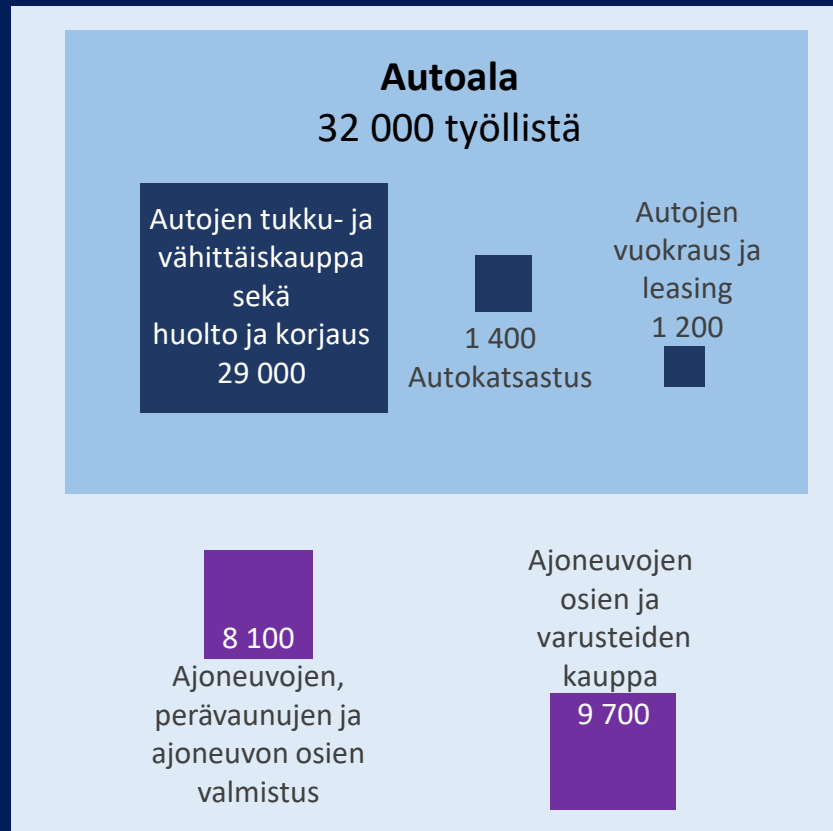 Autoala
32 000 työllistä
Autojen tukku- ja
vähittäiskauppa
sekä
huolto ja korjaus
29 000
1 400
Autokatsastus
Autojen
vuokraus ja
leasing
1 200
8 100
Ajoneuvojen,
perävaunujen ja
ajoneuvon osien
valmistus
Ajoneuvojen
osien ja
varusteiden
kauppa
9 700